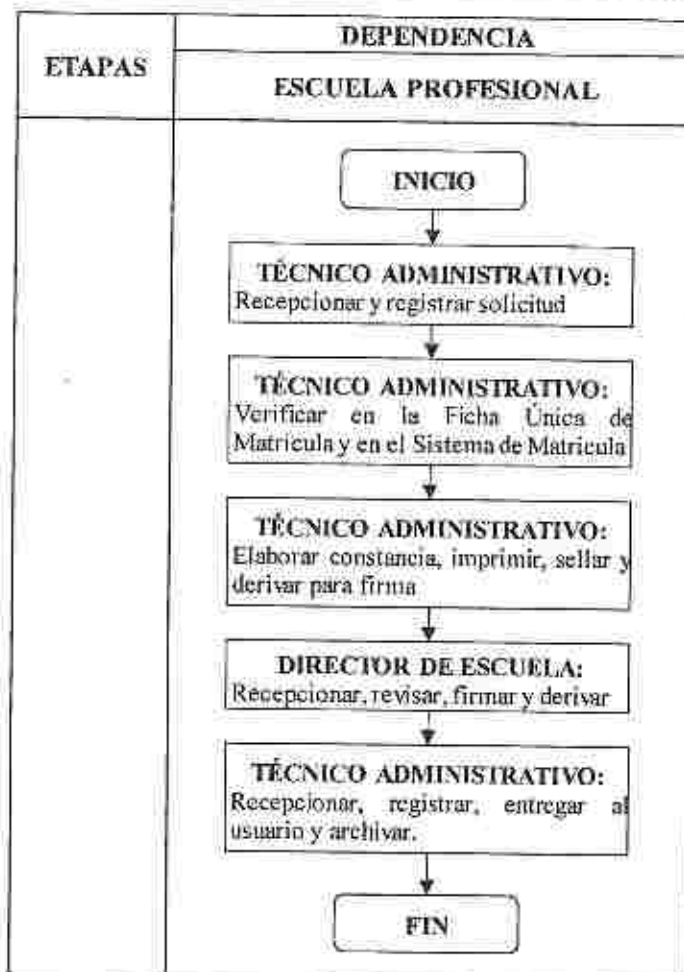 DEPENDENCIA
ETAPAS
ESCUELA PROFESIONAL
INICIO
TÉCNICO ADMINISTRATIVO:
Recepcionar y registrar solicitud
TÉCNICO ADMINISTRATIVO:
Verificar en la Ficha Única de
Matrícula y en el Sistema de Matrícula
TÉCNICO ADMINISTRATIVO:
Elaborar constancia, imprimir, sellar y
derivar para firma
DIRECTOR DE ESCUELA:
Recepcionar, revisar, firmar y derivar
TÉCNICO ADMINISTRATIVO:
Recepcionar, registrar, entregar al
usuario y archivar.
FIN